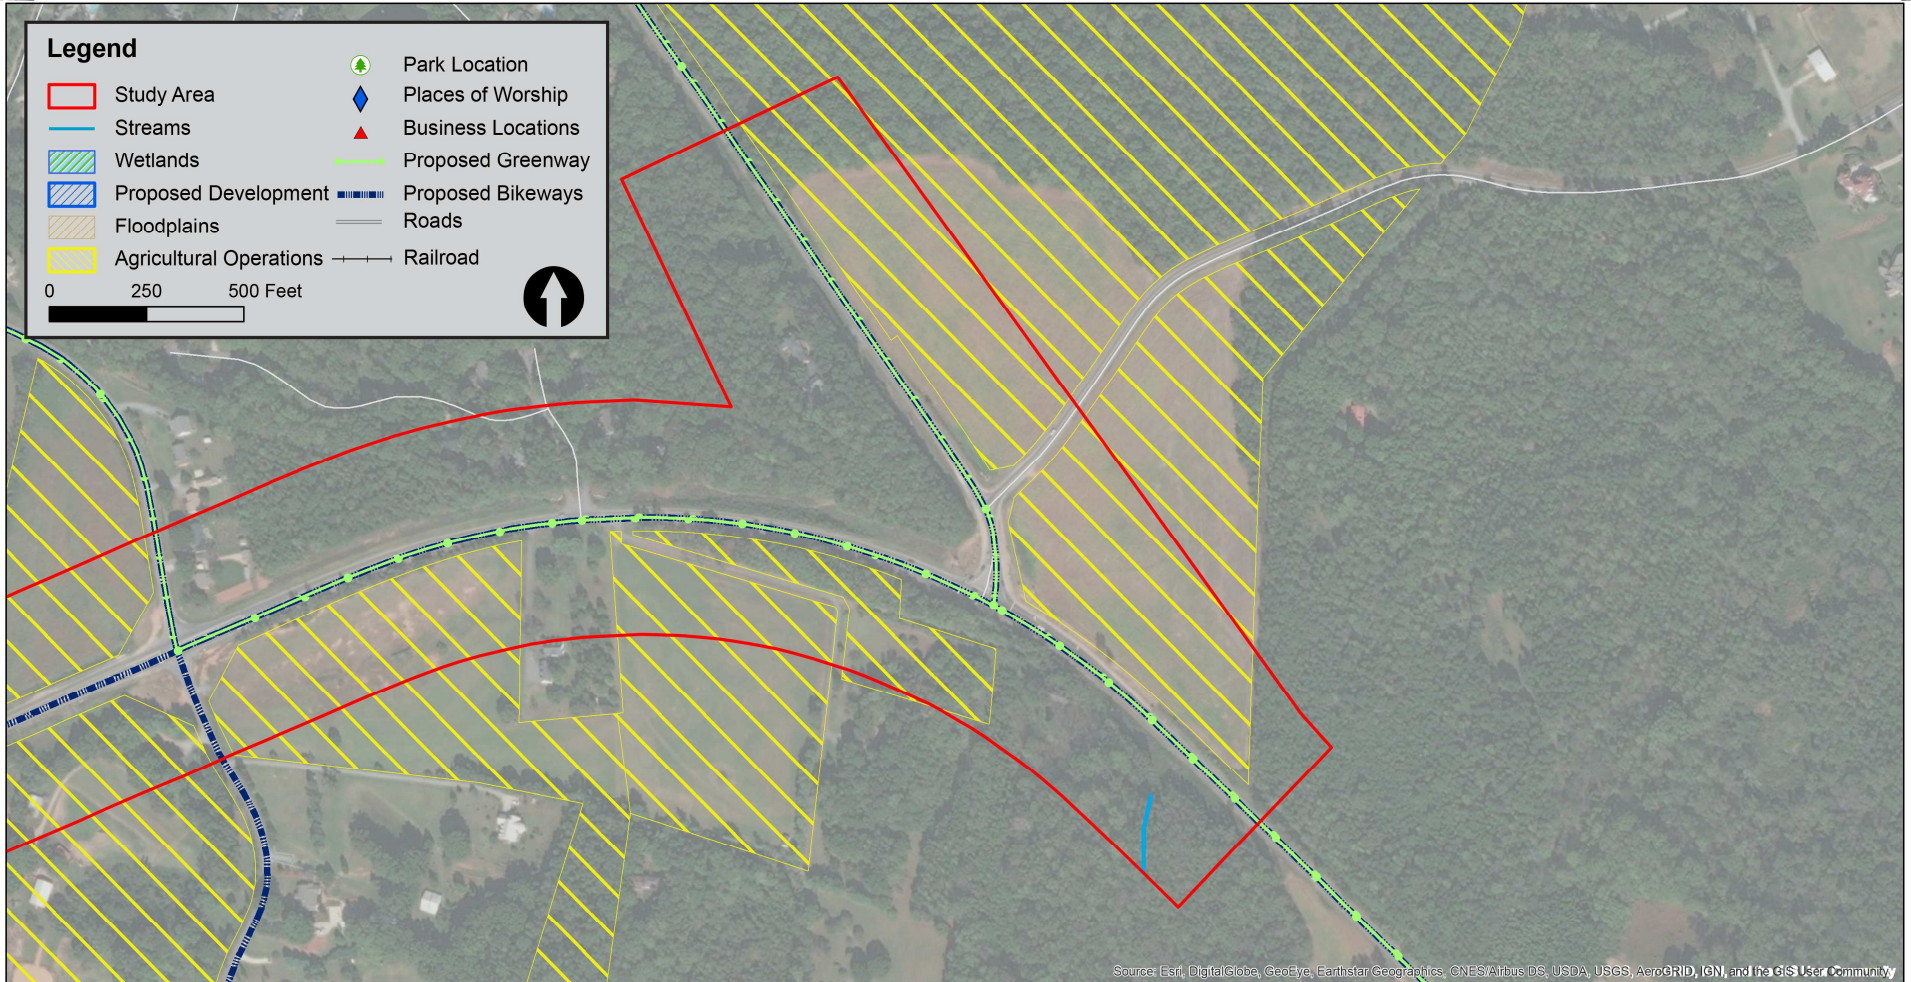 Legend
Study Area
Streams
Wetlands
Proposed Development
Floodplains
Agricultural Operations
0 250 500 Feet
Park Location
Places of Worship
Business Locations
Proposed Greenway
Proposed Bikeways
Roads
Railroad
Source: Esri, DigitalGlobe, GeoEye, Earthstar Geographics, CNES/Airbus DS, USDA, USGS, AeroGRID, IGN, and the GIS User Community